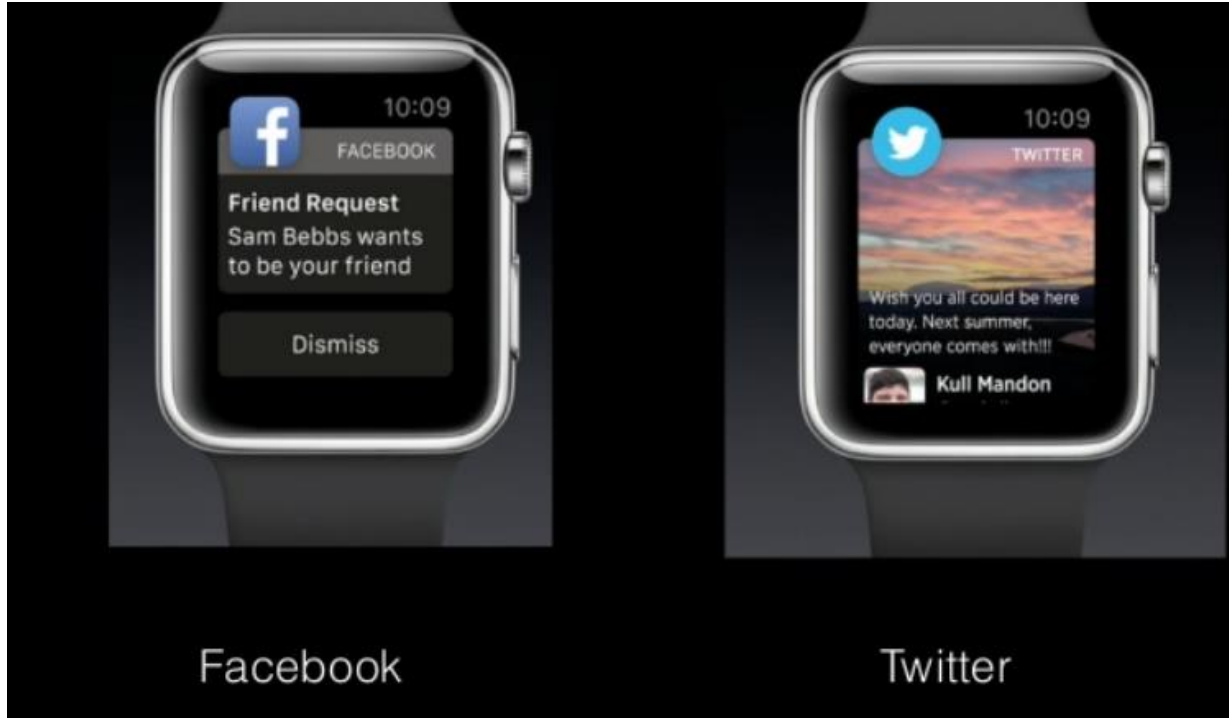 10:09
FACEBOOK
Friend Request
Sam Bebbs wants
to be your friend
Dismiss
Facebook
10:09
TWITTER
Wish you all could be here
today. Next summer,
everyone comes with!!!
Kull Mandon
Twitter